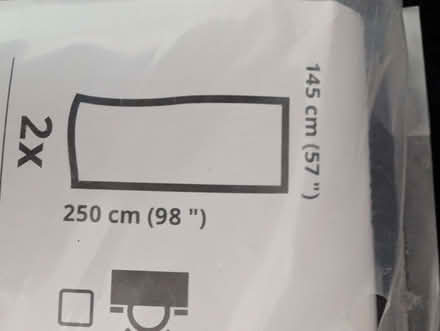 145 cm (57 ")
2x
250 cm (98 ")